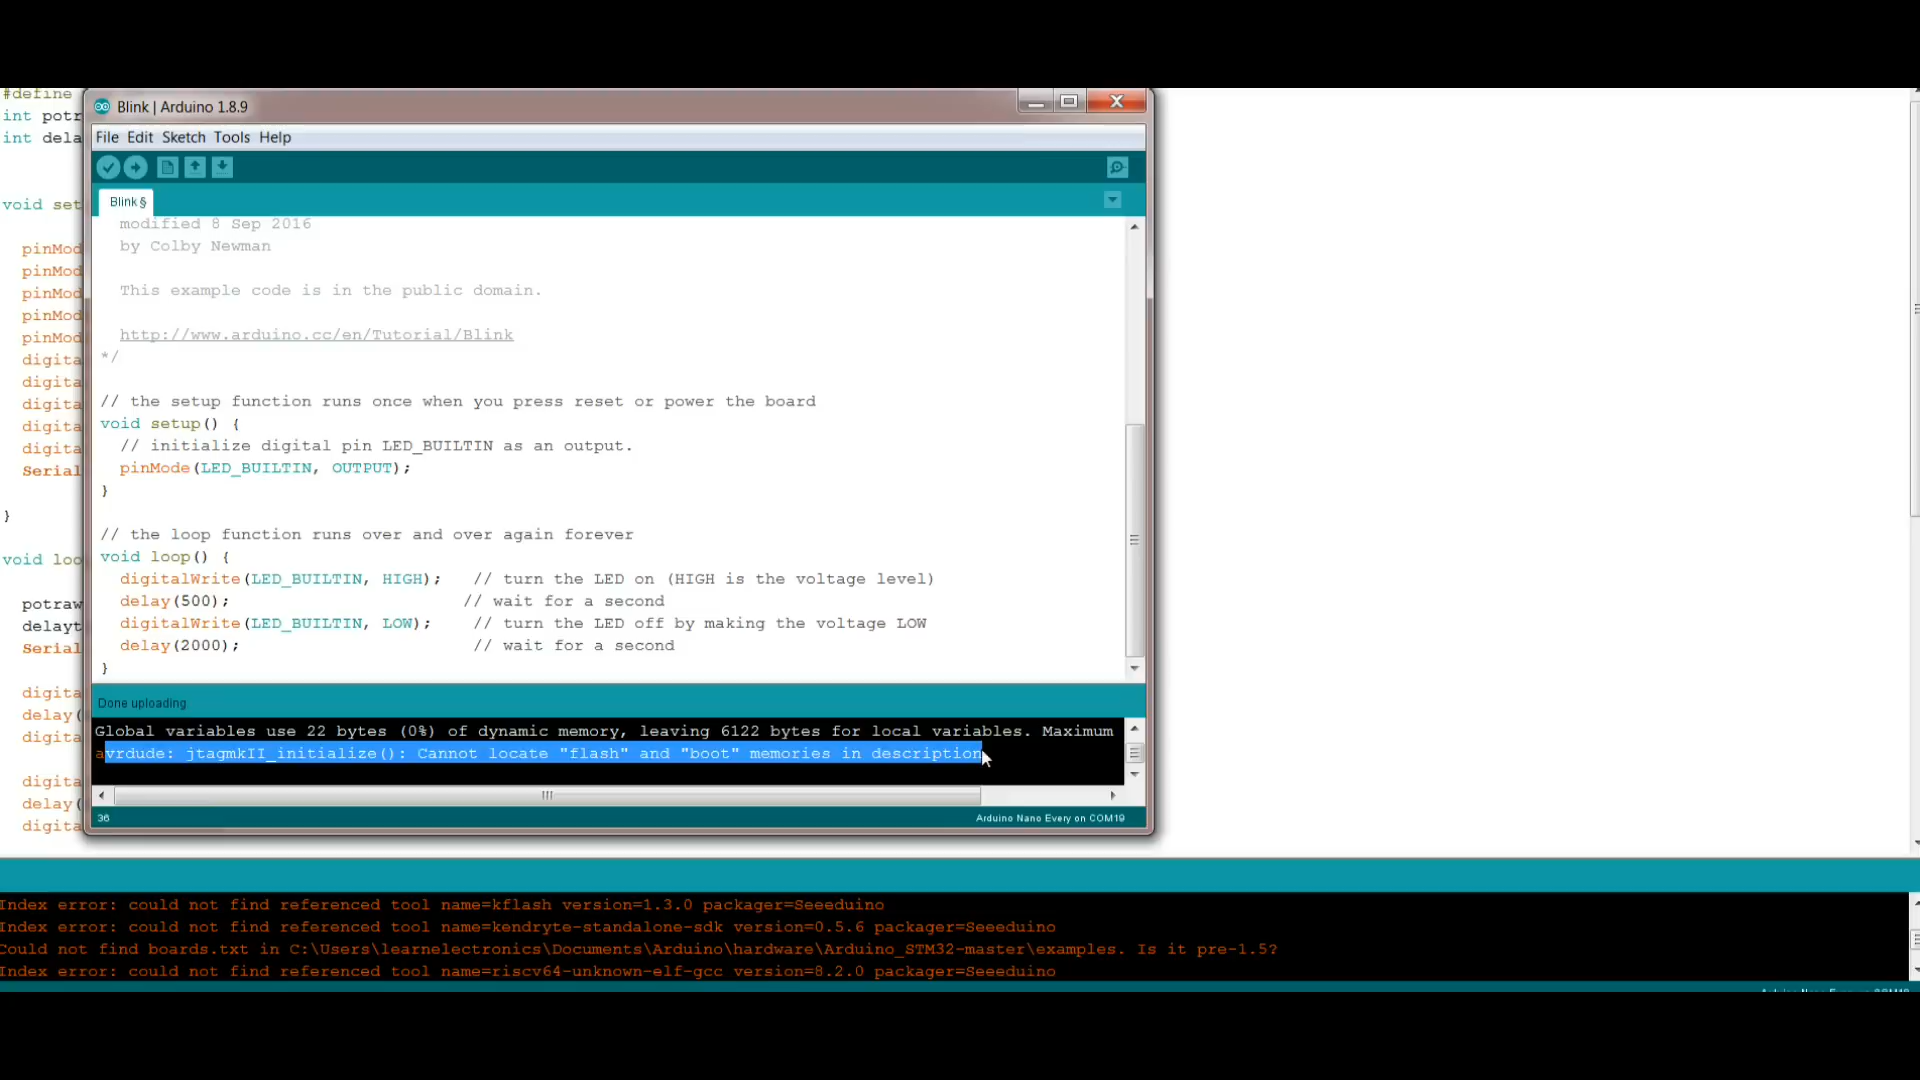 #define
int potr
int dela
void set
pinMod
pinMod
pinMod
pinMod
pinMod
digita
digita
digita
digita
digita
Serial
}
void loo
potraw
delayt
Serial
digita
delay(
digita
digita
delay(
digita
Blink | Arduino 1.8.9
File Edit Sketch Tools Help
Blink §
modified 8 Sep 2016
by Colby Newman
This example code is in the public domain.
http://www.arduino.cc/en/Tutorial/Blink
*/
// the setup function runs once when you press reset or power the board
void setup() {
// initialize digital pin LED_BUILTIN as an output.
pinMode(LED_BUILTIN, OUTPUT);
}
// the loop function runs over and over again forever
void loop() {
digitalWrite(LED_BUILTIN, HIGH);   // turn the LED on (HIGH is the voltage level)
delay(500);                       // wait for a second
digitalWrite(LED_BUILTIN, LOW);    // turn the LED off by making the voltage LOW
delay(2000);                       // wait for a second
}
Done uploading
Global variables use 22 bytes (0%) of dynamic memory, leaving 6122 bytes for local variables. Maximum
avrdude: jtagmkII_initialize(): Cannot locate "flash" and "boot" memories in description
36
Arduino Nano Every on COM19
Index error: could not find referenced tool name=kflash version=1.3.0 packager=Seeeduino
Index error: could not find referenced tool name=kendryte-standalone-sdk version=0.5.6 packager=Seeeduino
Could not find boards.txt in C:\Users\learnelectronics\Documents\Arduino\hardware\Arduino_STM32-master\examples. Is it pre-1.5?
Index error: could not find referenced tool name=riscv64-unknown-elf-gcc version=8.2.0 packager=Seeeduino